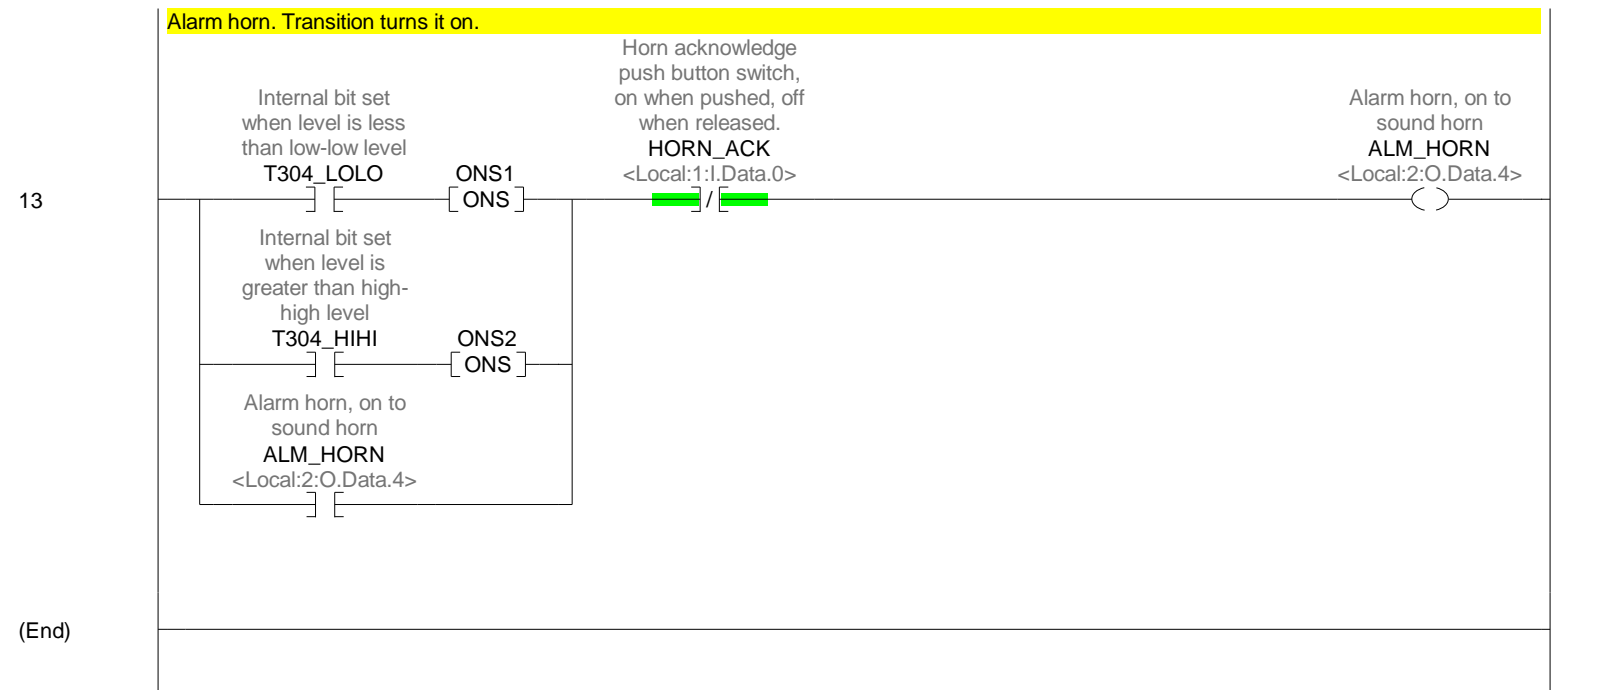 Alarm horn. Transition turns it on.
Horn acknowledge
push button switch,
on when pushed, off
when released.
HORN_ACK
<Local:1:I.Data.0>
Internal bit set
when level is less
than low-low level
T304_LOLO
ONS1
ONS
/
Alarm horn, on to
sound horn
ALM_HORN
<Local:2:O.Data.4>
13
Internal bit set
when level is
greater than high-
high level
T304_HIHI
ONS2
ONS
Alarm horn, on to
sound horn
ALM_HORN
<Local:2:O.Data.4>
(End)